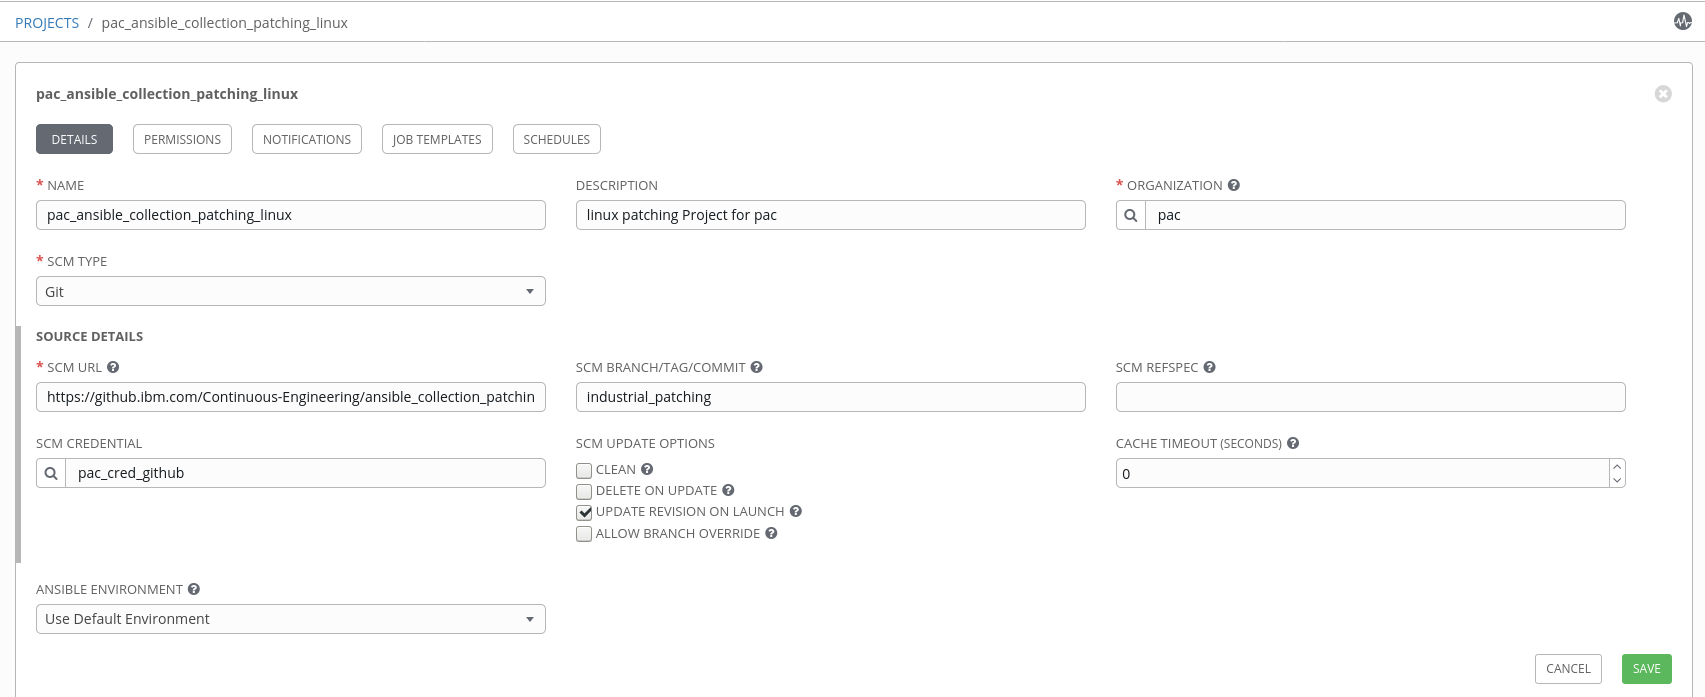 PROJECTS / pac_ansible_collection_patching_linux
pac_ansible_collection_patching_linux
DETAILS PERMISSIONS NOTIFICATIONS JOB TEMPLATES SCHEDULES
* NAME DESCRIPTION * ORGANIZATION ?
pac_ansible_collection_patching_linux linux patching Project for pac pac
* SCM TYPE
Git
SOURCE DETAILS
* SCM URL ? SCM BRANCH/TAG/COMMIT ? SCM REFSPEC ?
https://github.ibm.com/Continuous-Engineering/ansible_collection_patchin industrial_patching
SCM CREDENTIAL SCM UPDATE OPTIONS CACHE TIMEOUT (SECONDS) ?
pac_cred_github CLEAN ? 0
DELETE ON UPDATE ?
UPDATE REVISION ON LAUNCH ?
ALLOW BRANCH OVERRIDE ?
ANSIBLE ENVIRONMENT ?
Use Default Environment
CANCEL SAVE